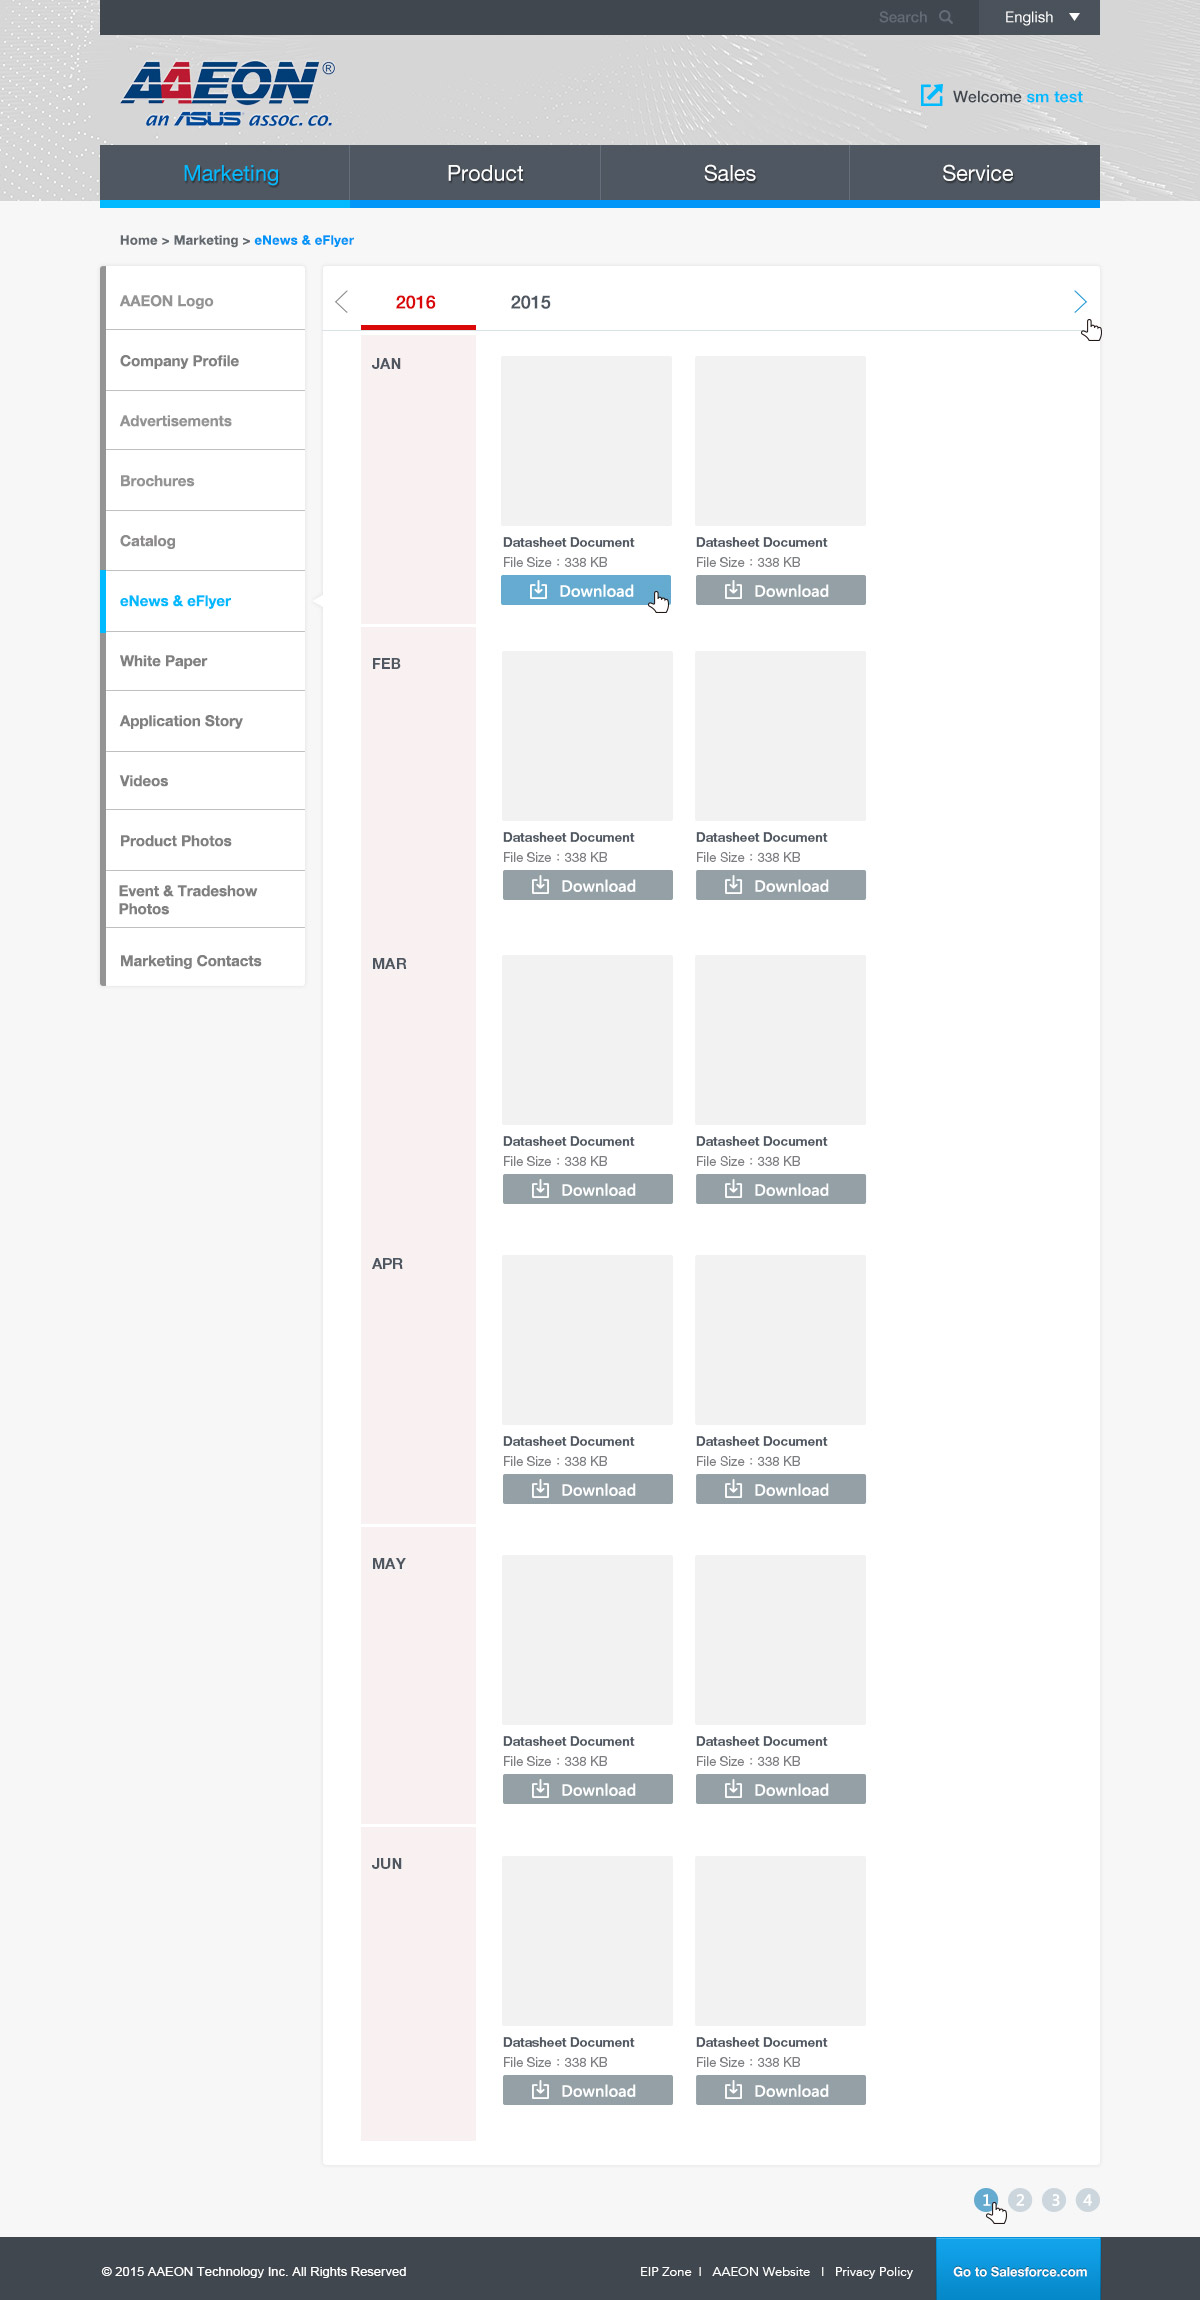 Search
English
AAEON®
an ASUS assoc. co.
Welcome sm test
Marketing
Product
Sales
Service
Home > Marketing > eNews & eFlyer
AAEON Logo
Company Profile
Advertisements
Brochures
Catalog
eNews & eFlyer
White Paper
Application Story
Videos
Product Photos
Event & Tradeshow
Photos
Marketing Contacts
2016
2015
JAN
Datasheet Document
File Size：338 KB
Download
Datasheet Document
File Size：338 KB
Download
FEB
Datasheet Document
File Size：338 KB
Download
Datasheet Document
File Size：338 KB
Download
MAR
Datasheet Document
File Size：338 KB
Download
Datasheet Document
File Size：338 KB
Download
APR
Datasheet Document
File Size：338 KB
Download
Datasheet Document
File Size：338 KB
Download
MAY
Datasheet Document
File Size：338 KB
Download
Datasheet Document
File Size：338 KB
Download
JUN
Datasheet Document
File Size：338 KB
Download
Datasheet Document
File Size：338 KB
Download
1 2 3 4
© 2015 AAEON Technology Inc. All Rights Reserved
EIP Zone | AAEON Website | Privacy Policy
Go to Salesforce.com